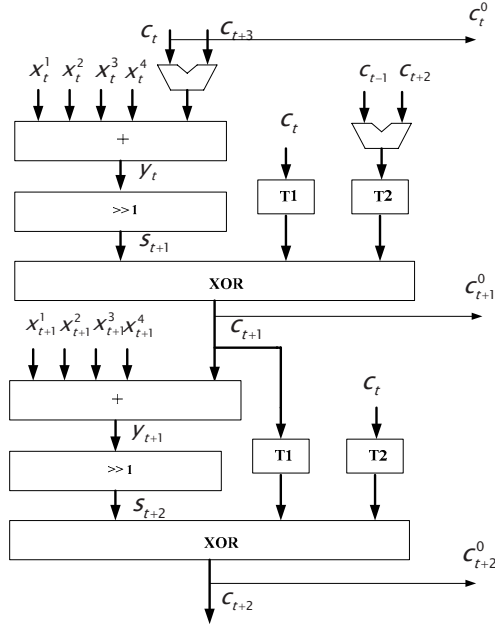 c_t c_{t+3} c_t^0
x_t^1 x_t^2 x_t^3 x_t^4
c_{t-1} c_{t+2}
c_t
+
y_t
T1 T2
>>1
s_{t+1}
XOR
c_{t+1}^0
x_{t+1}^1 x_{t+1}^2 x_{t+1}^3 x_{t+1}^4 c_{t+1}
c_t
+
y_{t+1}
T1 T2
>>1
s_{t+2}
XOR
c_{t+2}^0
c_{t+2}